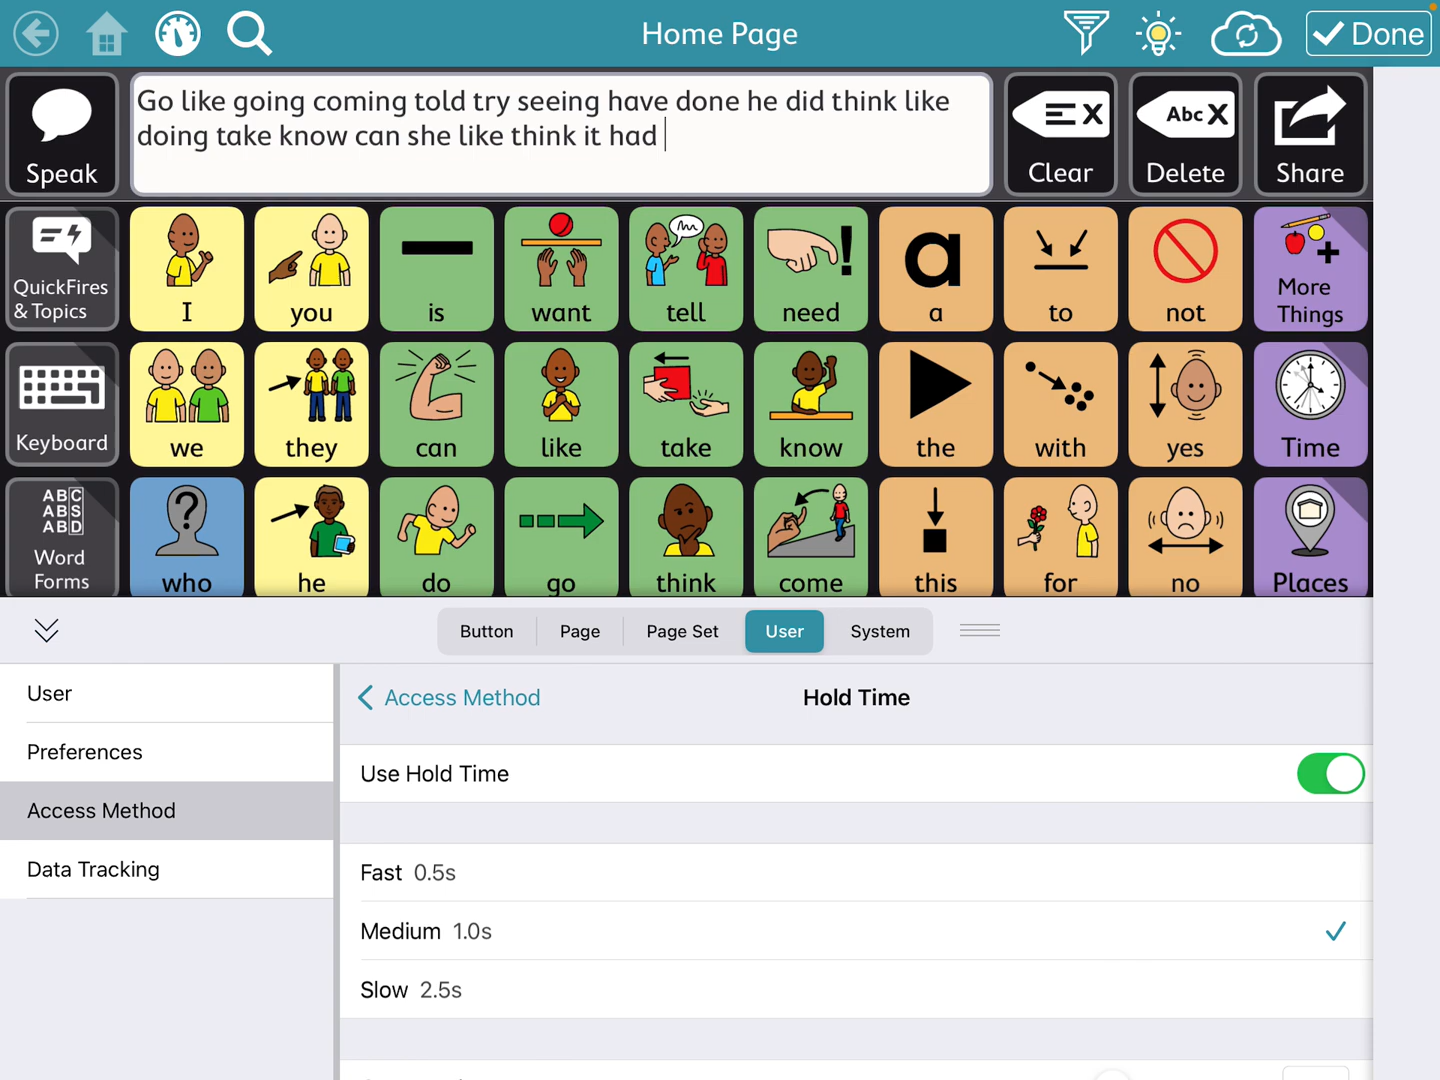 Home Page
Done
Speak
Go like going coming told try seeing have done he did think like
doing take know can she like think it had
Clear
Abc X
Delete
Share
QuickFires
& Topics
I
you
is
want
tell
need
a
a
to
not
More
Things
Keyboard
we
they
can
like
take
know
the
with
yes
Time
ABC
ABS
ABD
Word
Forms
who
he
do
go
think
come
this
for
no
Places
Button
Page
Page Set
User
System
User
Preferences
Access Method
Data Tracking
Access Method
Hold Time
Use Hold Time
Fast 0.5s
Medium 1.0s
Slow 2.5s